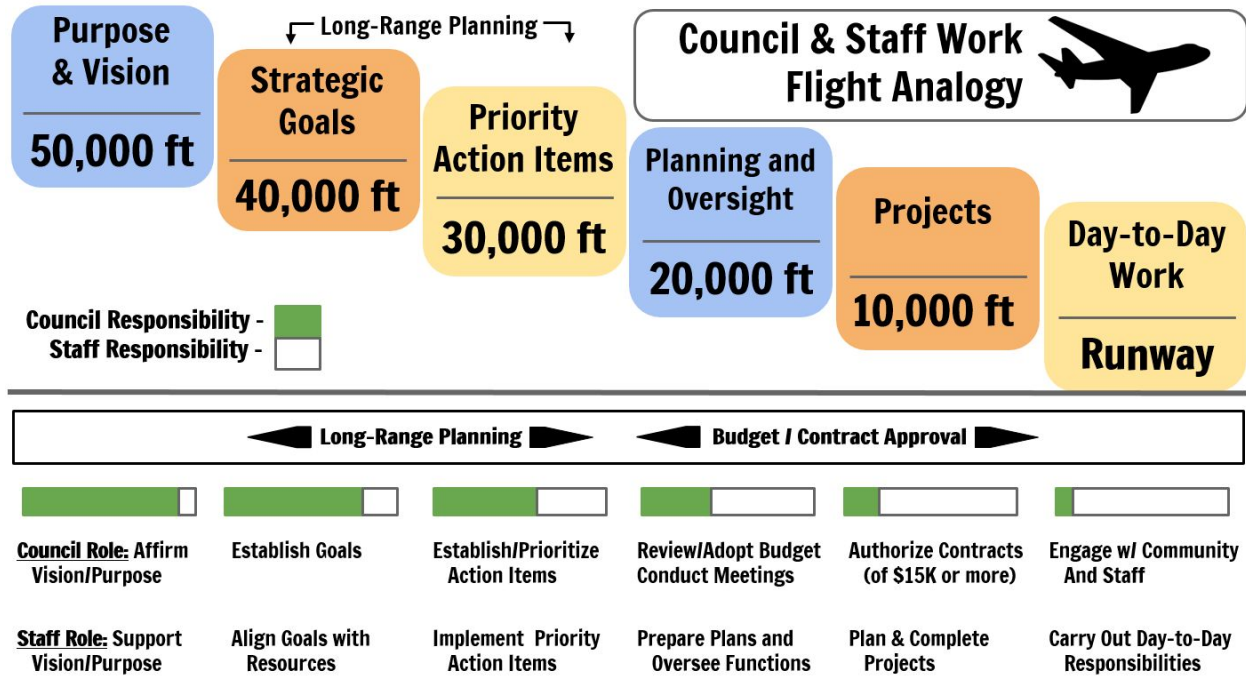 Purpose
& Vision
50,000 ft
Long-Range Planning
Strategic
Goals
40,000 ft
Priority
Action Items
30,000 ft
Council & Staff Work
Flight Analogy
Planning and
Oversight
20,000 ft
Projects
10,000 ft
Day-to-Day
Work
Runway
Council Responsibility -
Staff Responsibility -
Long-Range Planning
Budget / Contract Approval
Council Role: Affirm
Vision/Purpose
Establish Goals
Establish/Prioritize
Action Items
Review/Adopt Budget
Conduct Meetings
Authorize Contracts
(of $15K or more)
Engage w/ Community
And Staff
Staff Role: Support
Vision/Purpose
Align Goals with
Resources
Implement Priority
Action Items
Prepare Plans and
Oversee Functions
Plan & Complete
Projects
Carry Out Day-to-Day
Responsibilities